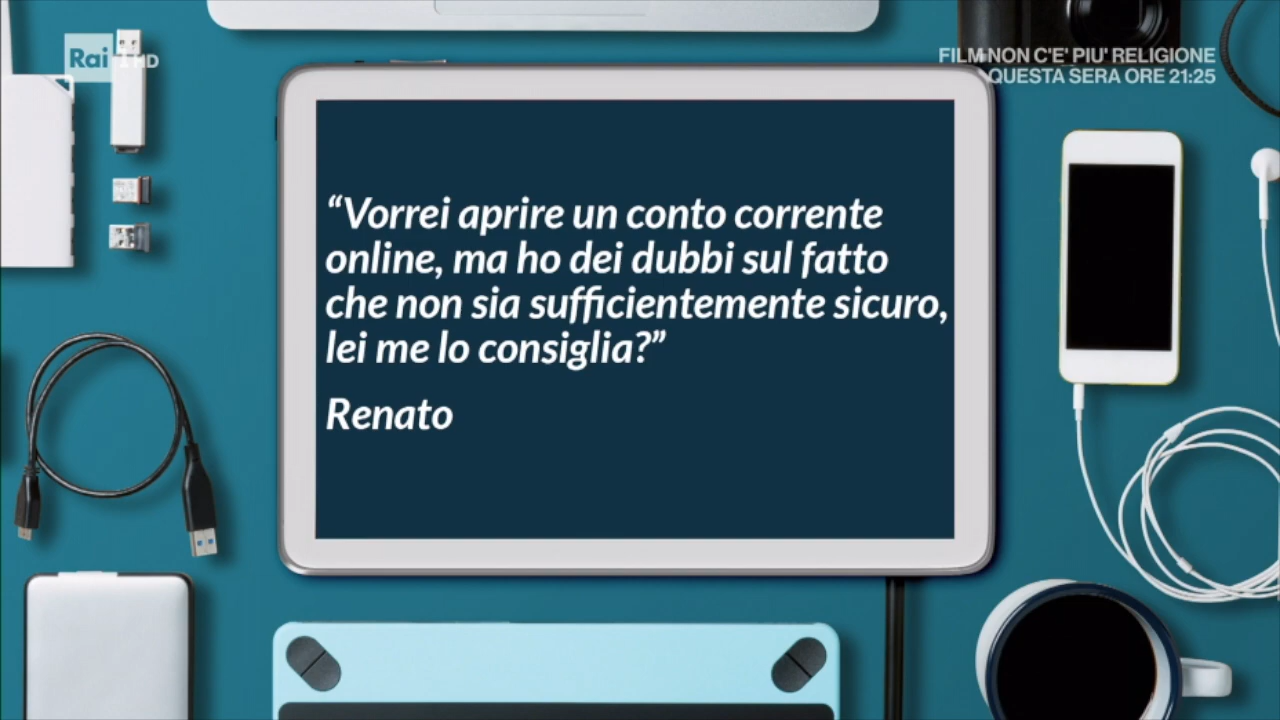 Rai 1 HD
FILM NON C'E' PIU' RELIGIONE
QUESTA SERA ORE 21:25
“Vorrei aprire un conto corrente
online, ma ho dei dubbi sul fatto
che non sia sufficientemente sicuro,
lei me lo consiglia?”
Renato